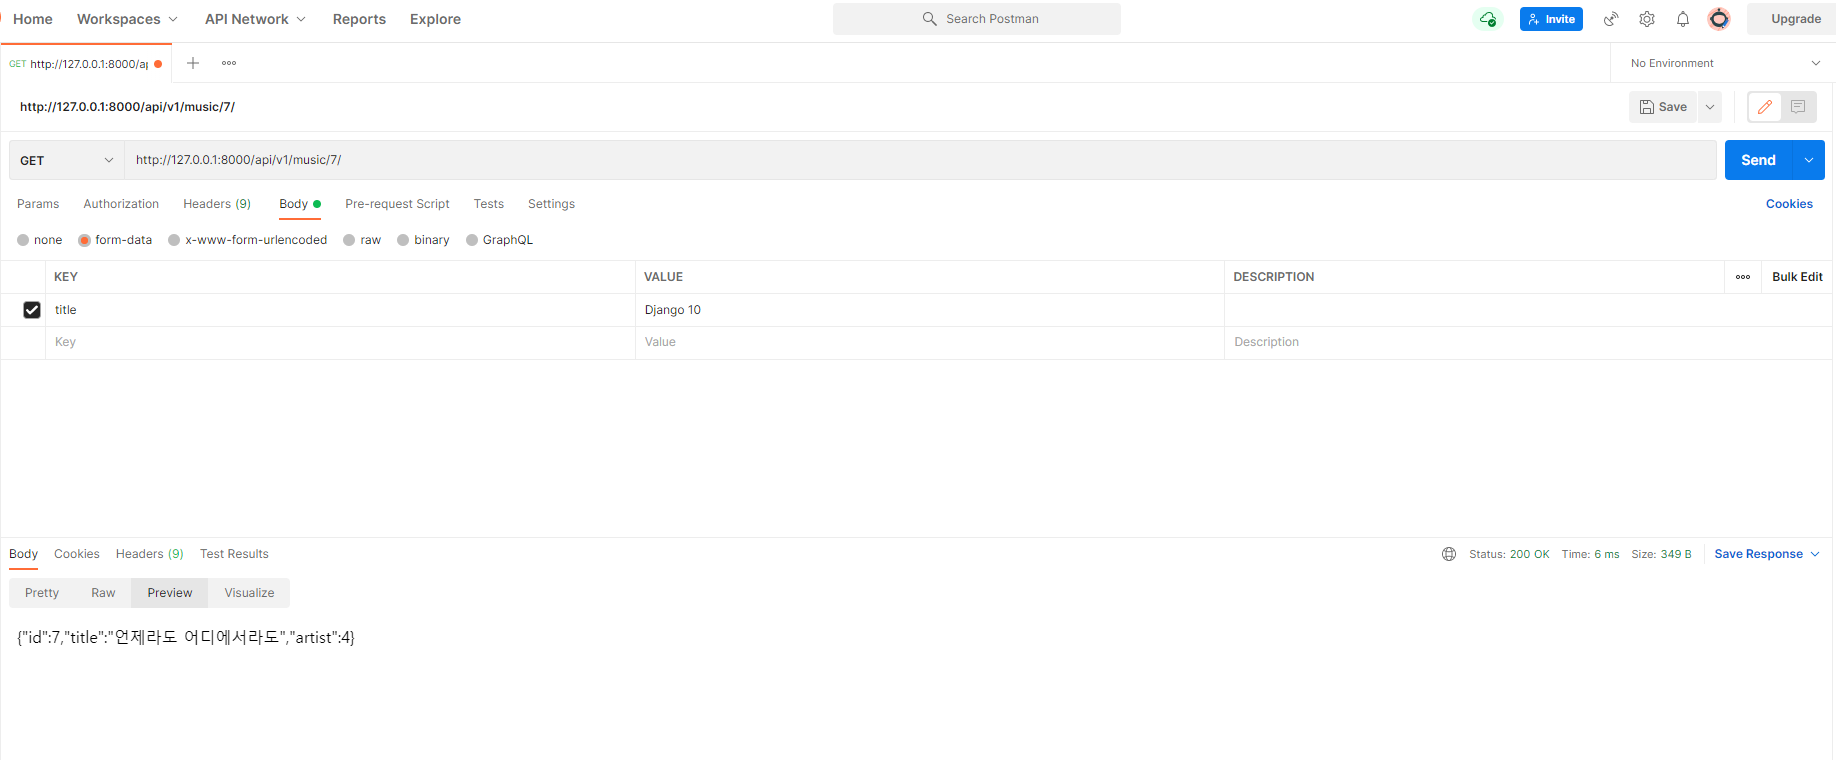 Home Workspaces API Network Reports Explore Search Postman Invite Upgrade
GET http://127.0.0.1:8000/ap No Environment
http://127.0.0.1:8000/api/v1/music/7/ Save
GET http://127.0.0.1:8000/api/v1/music/7/ Send
Params Authorization Headers (9) Body Pre-request Script Tests Settings Cookies
none form-data x-www-form-urlencoded raw binary GraphQL
KEY VALUE DESCRIPTION Bulk Edit
title Django 10
Key Value Description
Body Cookies Headers (9) Test Results Status: 200 OK Time: 6 ms Size: 349 B Save Response
Pretty Raw Preview Visualize
{"id":7,"title":"언제라도 어디에서라도","artist":4}